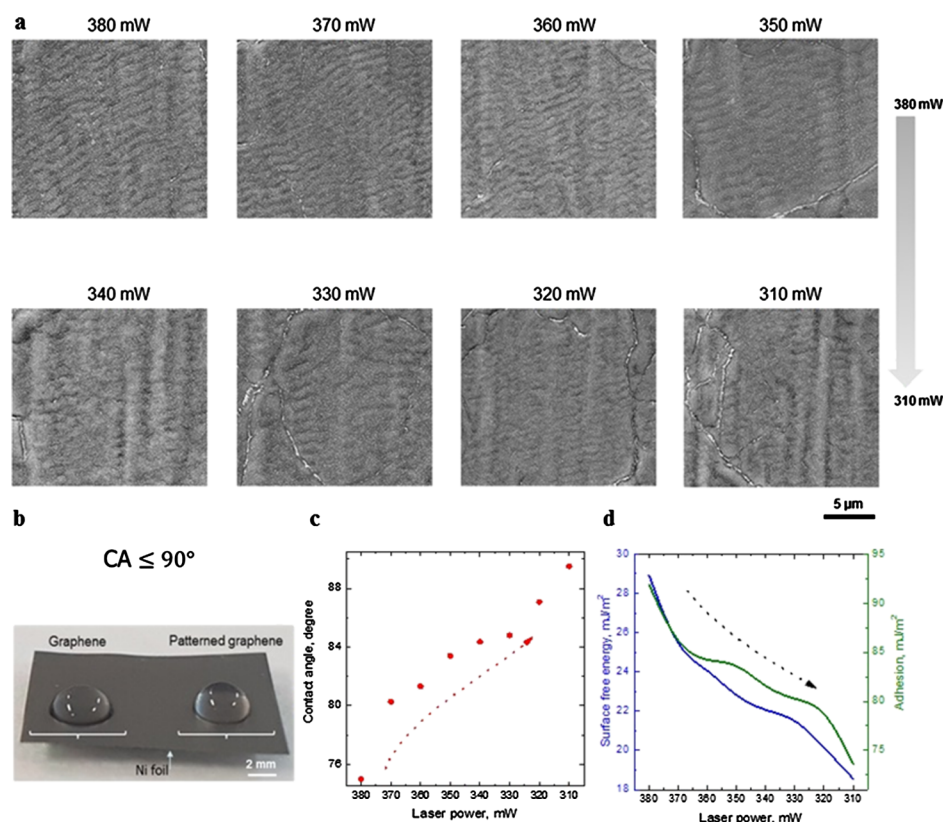 a
380 mW 370 mW 360 mW 350 mW
380 mW
340 mW 330 mW 320 mW 310 mW
310 mW
5 µm
b
CA ≤ 90°
Graphene Patterned graphene
Ni foil
2 mm
c
Contact angle, degree
88
84
80
76
380 370 360 350 340 330 320 310
Laser power, mW
d
Surface free energy, mJ/m²
30
28
26
24
22
20
18
95
90
85
80
75
Adhesion, mJ/m²
380 370 360 350 340 330 320 310
Laser power, mW